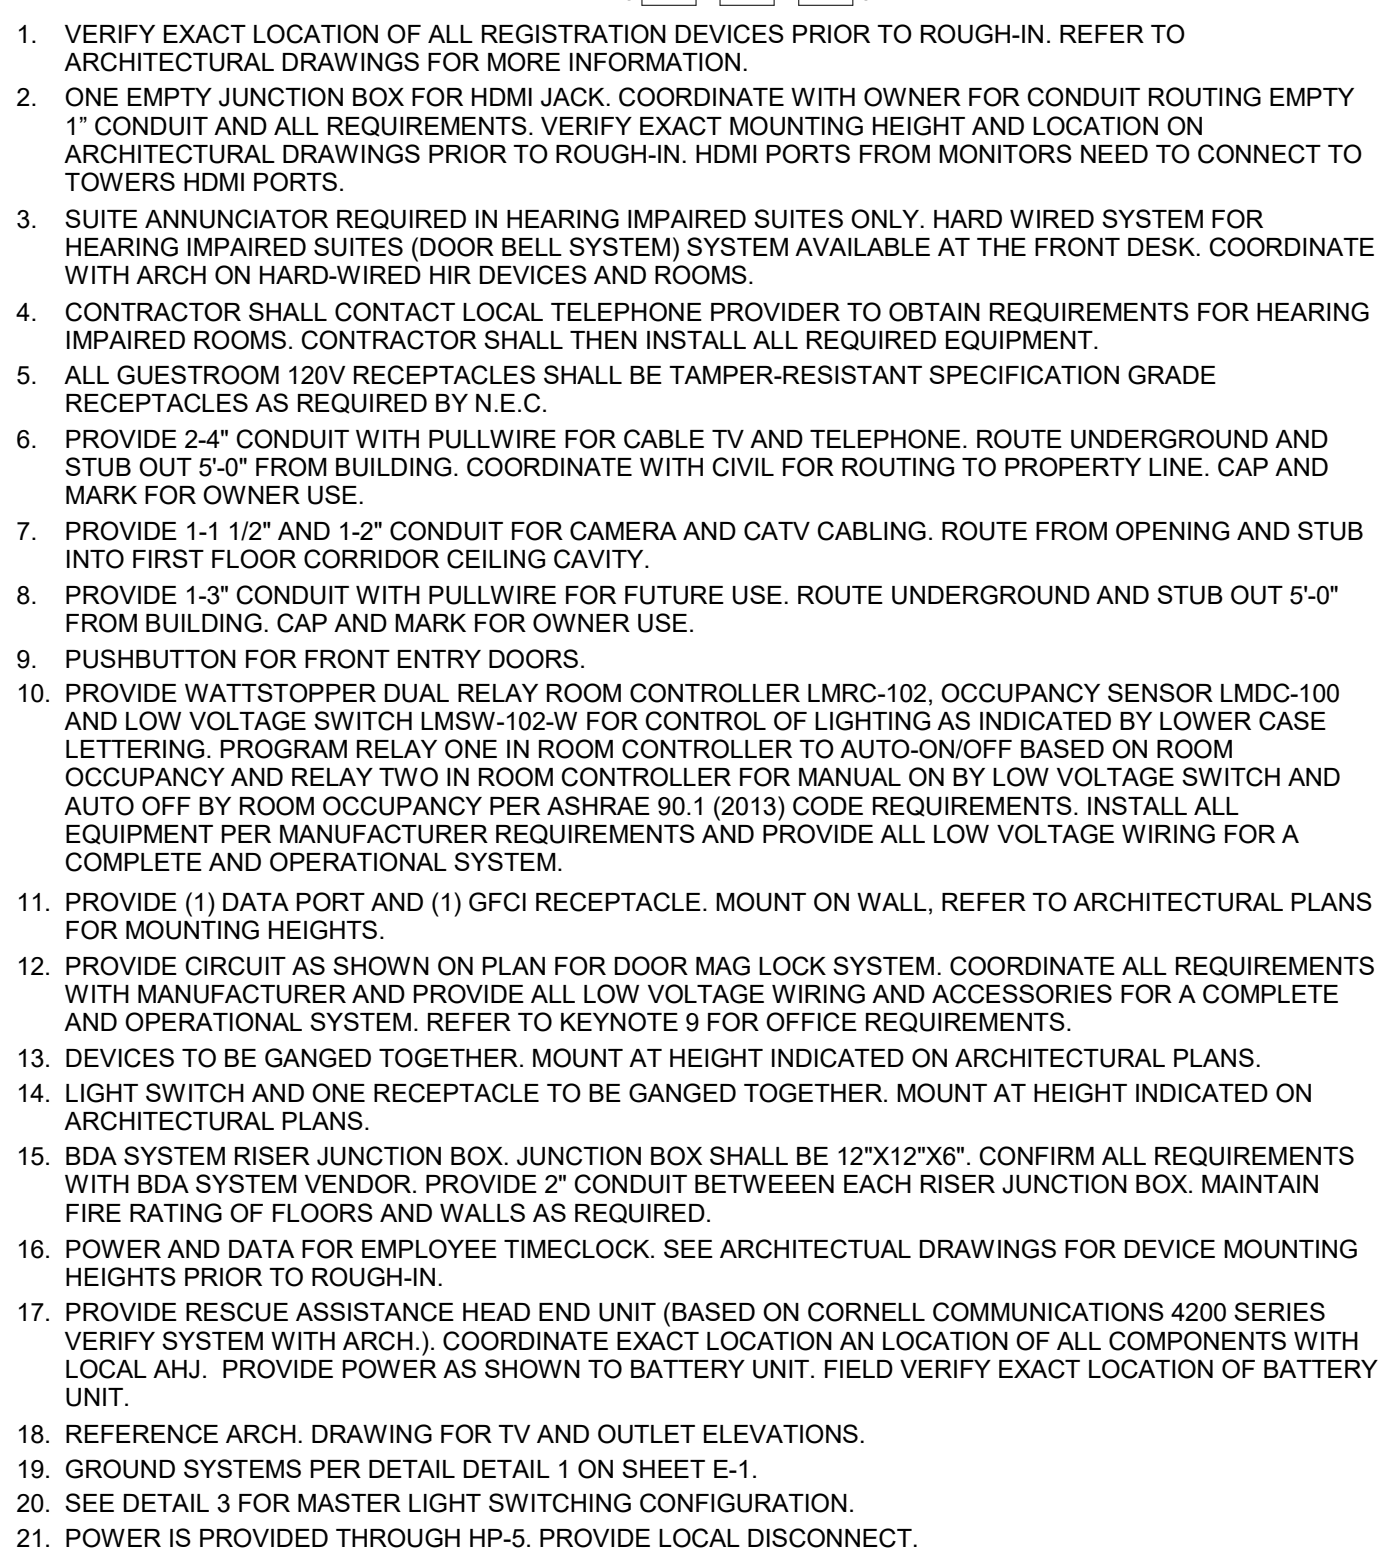 1. VERIFY EXACT LOCATION OF ALL REGISTRATION DEVICES PRIOR TO ROUGH-IN. REFER TO
ARCHITECTURAL DRAWINGS FOR MORE INFORMATION.
2. ONE EMPTY JUNCTION BOX FOR HDMI JACK. COORDINATE WITH OWNER FOR CONDUIT ROUTING EMPTY
1” CONDUIT AND ALL REQUIREMENTS. VERIFY EXACT MOUNTING HEIGHT AND LOCATION ON
ARCHITECTURAL DRAWINGS PRIOR TO ROUGH-IN. HDMI PORTS FROM MONITORS NEED TO CONNECT TO
TOWERS HDMI PORTS.
3. SUITE ANNUNCIATOR REQUIRED IN HEARING IMPAIRED SUITES ONLY. HARD WIRED SYSTEM FOR
HEARING IMPAIRED SUITES (DOOR BELL SYSTEM) SYSTEM AVAILABLE AT THE FRONT DESK. COORDINATE
WITH ARCH ON HARD-WIRED HIR DEVICES AND ROOMS.
4. CONTRACTOR SHALL CONTACT LOCAL TELEPHONE PROVIDER TO OBTAIN REQUIREMENTS FOR HEARING
IMPAIRED ROOMS. CONTRACTOR SHALL THEN INSTALL ALL REQUIRED EQUIPMENT.
5. ALL GUESTROOM 120V RECEPTACLES SHALL BE TAMPER-RESISTANT SPECIFICATION GRADE
RECEPTACLES AS REQUIRED BY N.E.C.
6. PROVIDE 2-4" CONDUIT WITH PULLWIRE FOR CABLE TV AND TELEPHONE. ROUTE UNDERGROUND AND
STUB OUT 5'-0" FROM BUILDING. COORDINATE WITH CIVIL FOR ROUTING TO PROPERTY LINE. CAP AND
MARK FOR OWNER USE.
7. PROVIDE 1-1 1/2" AND 1-2" CONDUIT FOR CAMERA AND CATV CABLING. ROUTE FROM OPENING AND STUB
INTO FIRST FLOOR CORRIDOR CEILING CAVITY.
8. PROVIDE 1-3" CONDUIT WITH PULLWIRE FOR FUTURE USE. ROUTE UNDERGROUND AND STUB OUT 5'-0"
FROM BUILDING. CAP AND MARK FOR OWNER USE.
9. PUSHBUTTON FOR FRONT ENTRY DOORS.
10. PROVIDE WATTSTOPPER DUAL RELAY ROOM CONTROLLER LMRC-102, OCCUPANCY SENSOR LMDC-100
AND LOW VOLTAGE SWITCH LMSW-102-W FOR CONTROL OF LIGHTING AS INDICATED BY LOWER CASE
LETTERING. PROGRAM RELAY ONE IN ROOM CONTROLLER TO AUTO-ON/OFF BASED ON ROOM
OCCUPANCY AND RELAY TWO IN ROOM CONTROLLER FOR MANUAL ON BY LOW VOLTAGE SWITCH AND
AUTO OFF BY ROOM OCCUPANCY PER ASHRAE 90.1 (2013) CODE REQUIREMENTS. INSTALL ALL
EQUIPMENT PER MANUFACTURER REQUIREMENTS AND PROVIDE ALL LOW VOLTAGE WIRING FOR A
COMPLETE AND OPERATIONAL SYSTEM.
11. PROVIDE (1) DATA PORT AND (1) GFCI RECEPTACLE. MOUNT ON WALL, REFER TO ARCHITECTURAL PLANS
FOR MOUNTING HEIGHTS.
12. PROVIDE CIRCUIT AS SHOWN ON PLAN FOR DOOR MAG LOCK SYSTEM. COORDINATE ALL REQUIREMENTS
WITH MANUFACTURER AND PROVIDE ALL LOW VOLTAGE WIRING AND ACCESSORIES FOR A COMPLETE
AND OPERATIONAL SYSTEM. REFER TO KEYNOTE 9 FOR OFFICE REQUIREMENTS.
13. DEVICES TO BE GANGED TOGETHER. MOUNT AT HEIGHT INDICATED ON ARCHITECTURAL PLANS.
14. LIGHT SWITCH AND ONE RECEPTACLE TO BE GANGED TOGETHER. MOUNT AT HEIGHT INDICATED ON
ARCHITECTURAL PLANS.
15. BDA SYSTEM RISER JUNCTION BOX. JUNCTION BOX SHALL BE 12"X12"X6". CONFIRM ALL REQUIREMENTS
WITH BDA SYSTEM VENDOR. PROVIDE 2" CONDUIT BETWEEEN EACH RISER JUNCTION BOX. MAINTAIN
FIRE RATING OF FLOORS AND WALLS AS REQUIRED.
16. POWER AND DATA FOR EMPLOYEE TIMECLOCK. SEE ARCHITECTUAL DRAWINGS FOR DEVICE MOUNTING
HEIGHTS PRIOR TO ROUGH-IN.
17. PROVIDE RESCUE ASSISTANCE HEAD END UNIT (BASED ON CORNELL COMMUNICATIONS 4200 SERIES
VERIFY SYSTEM WITH ARCH.). COORDINATE EXACT LOCATION AN LOCATION OF ALL COMPONENTS WITH
LOCAL AHJ. PROVIDE POWER AS SHOWN TO BATTERY UNIT. FIELD VERIFY EXACT LOCATION OF BATTERY
UNIT.
18. REFERENCE ARCH. DRAWING FOR TV AND OUTLET ELEVATIONS.
19. GROUND SYSTEMS PER DETAIL DETAIL 1 ON SHEET E-1.
20. SEE DETAIL 3 FOR MASTER LIGHT SWITCHING CONFIGURATION.
21. POWER IS PROVIDED THROUGH HP-5. PROVIDE LOCAL DISCONNECT.